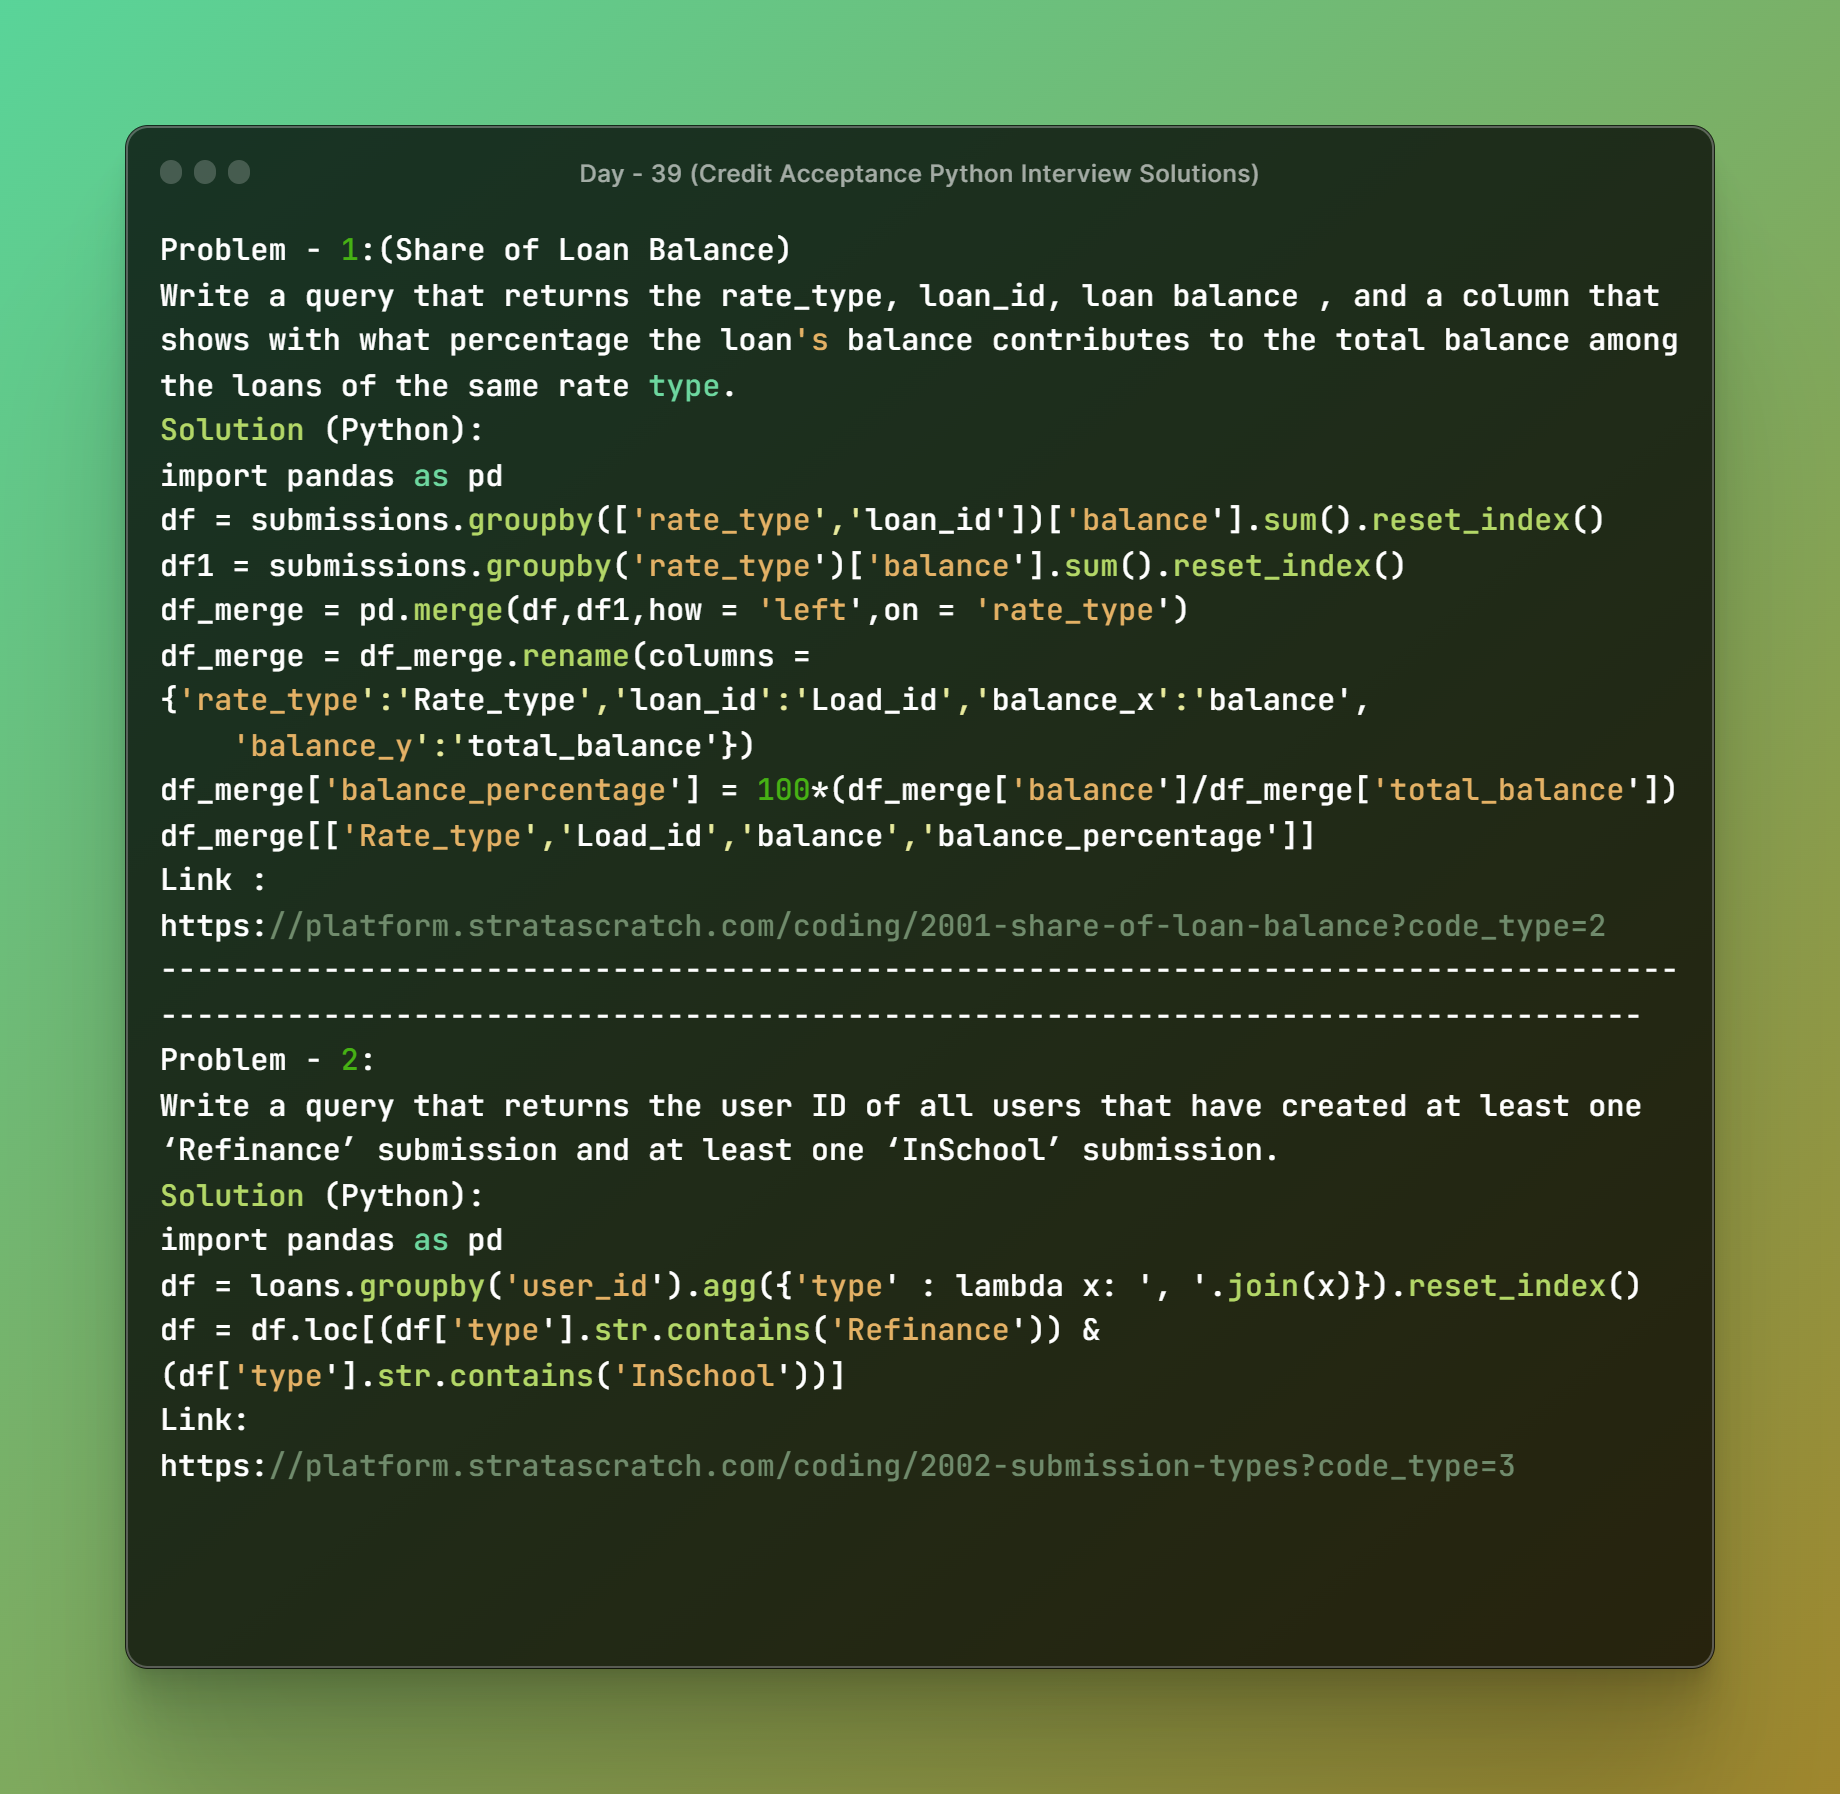 Day - 39 (Credit Acceptance Python Interview Solutions)
Problem - 1:(Share of Loan Balance)
Write a query that returns the rate_type, loan_id, loan balance , and a column that
shows with what percentage the loan's balance contributes to the total balance among
the loans of the same rate type.
Solution (Python):
import pandas as pd
df = submissions.groupby(['rate_type','loan_id'])['balance'].sum().reset_index()
df1 = submissions.groupby('rate_type')['balance'].sum().reset_index()
df_merge = pd.merge(df,df1,how = 'left',on = 'rate_type')
df_merge = df_merge.rename(columns =
{'rate_type':'Rate_type','loan_id':'Load_id','balance_x':'balance',
    'balance_y':'total_balance'})
df_merge['balance_percentage'] = 100*(df_merge['balance']/df_merge['total_balance'])
df_merge[['Rate_type','Load_id','balance','balance_percentage']]
Link :
https://platform.stratascratch.com/coding/2001-share-of-loan-balance?code_type=2
------------------------------------------------------------------------------------
----------------------------------------------------------------------------------
Problem - 2:
Write a query that returns the user ID of all users that have created at least one
‘Refinance’ submission and at least one ‘InSchool’ submission.
Solution (Python):
import pandas as pd
df = loans.groupby('user_id').agg({'type' : lambda x: ', '.join(x)}).reset_index()
df = df.loc[(df['type'].str.contains('Refinance')) &
(df['type'].str.contains('InSchool'))]
Link:
https://platform.stratascratch.com/coding/2002-submission-types?code_type=3